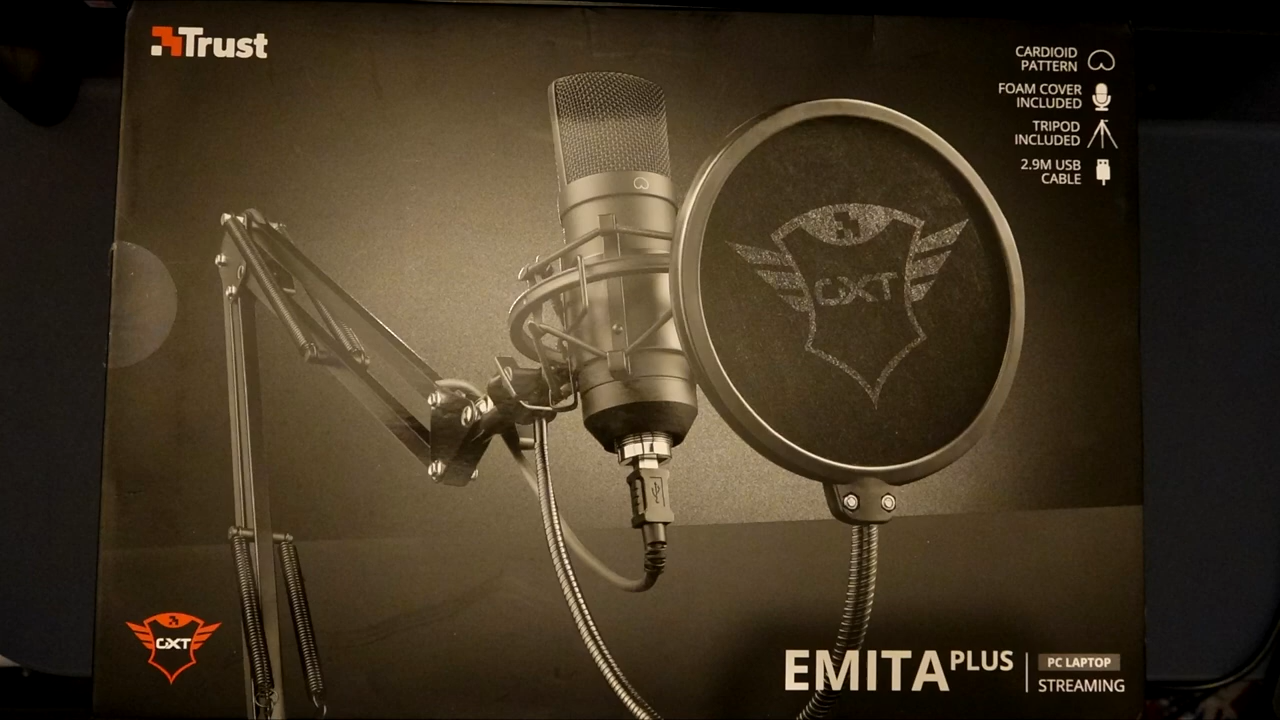 Trust
CARDIOID
PATTERN
FOAM COVER
INCLUDED
TRIPOD
INCLUDED
2.9M USB
CABLE
GXT
GXT
EMITA PLUS
PC LAPTOP
STREAMING